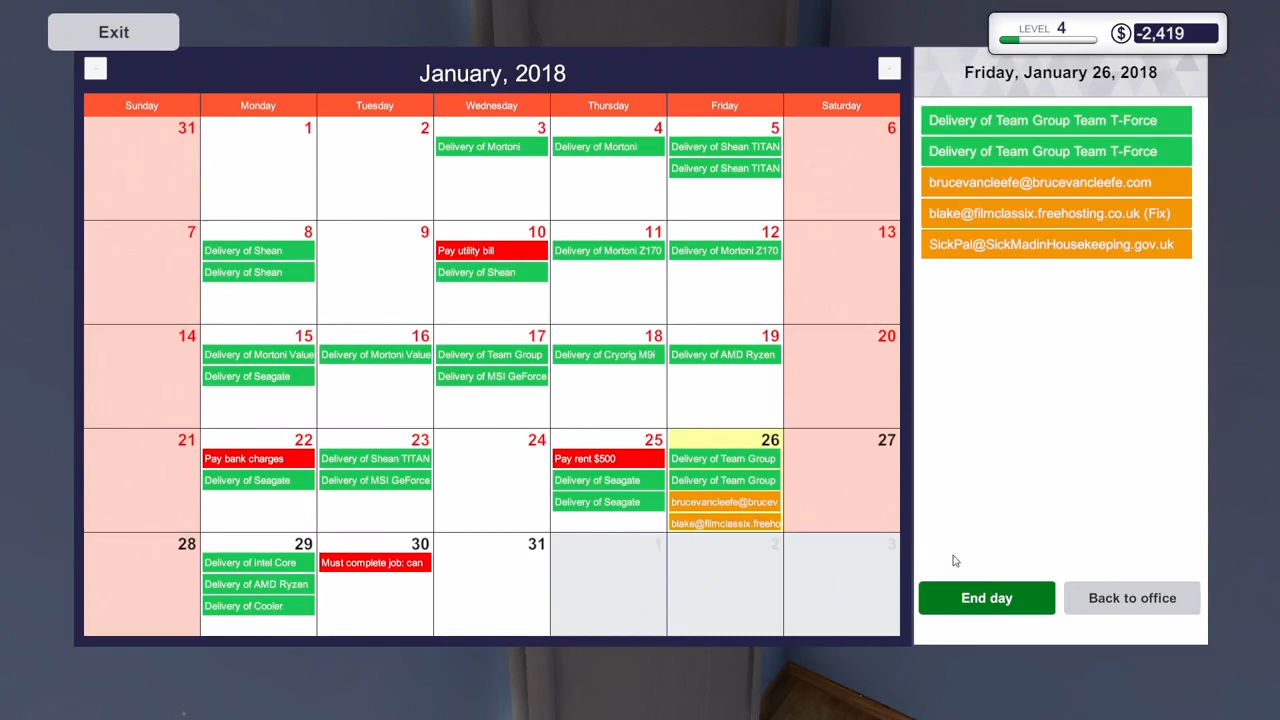 Exit
LEVEL 4
$ -2,419
January, 2018
Friday, January 26, 2018
Sunday Monday Tuesday Wednesday Thursday Friday Saturday
31 1 2 3 4 5 6
Delivery of Mortoni Delivery of Mortoni Delivery of Shean TITAN
Delivery of Shean TITAN
7 8 9 10 11 12 13
Delivery of Shean Pay utility bill Delivery of Mortoni Z170 Delivery of Mortoni Z170
Delivery of Shean Delivery of Shean
14 15 16 17 18 19 20
Delivery of Mortoni Value Delivery of Mortoni Value Delivery of Team Group Delivery of Cryorig M9i Delivery of AMD Ryzen
Delivery of Seagate Delivery of MSI GeForce
21 22 23 24 25 26 27
Pay bank charges Delivery of Shean TITAN Pay rent $500 Delivery of Team Group
Delivery of Seagate Delivery of MSI GeForce Delivery of Seagate Delivery of Team Group
Delivery of Seagate brucevancleefe@brucev
blake@filmclassix.freeho
28 29 30 31 1 2 3
Delivery of Intel Core Must complete job: can
Delivery of AMD Ryzen
Delivery of Cooler
Delivery of Team Group Team T-Force
Delivery of Team Group Team T-Force
brucevancleefe@brucevancleefe.com
blake@filmclassix.freehosting.co.uk (Fix)
SickPal@SickMadinHousekeeping.gov.uk
End day
Back to office